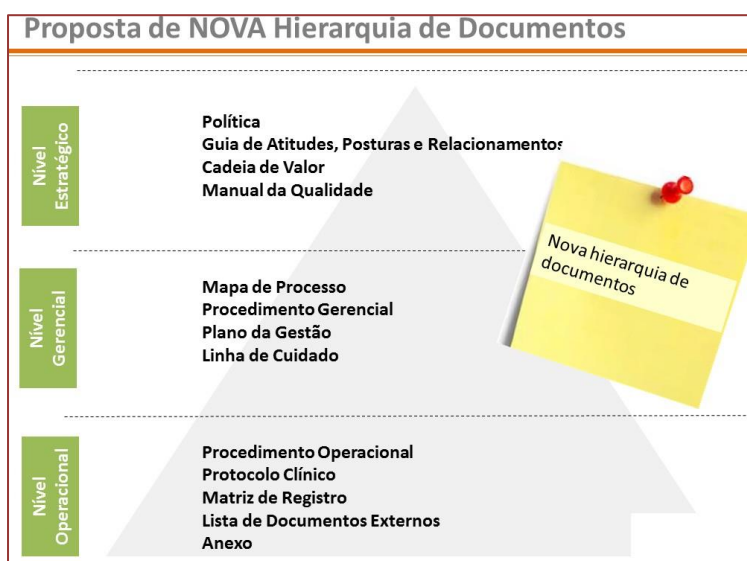 Proposta de NOVA Hierarquia de Documentos
Nível
Estratégico
Política
Guia de Atitudes, Posturas e Relacionamentos
Cadeia de Valor
Manual da Qualidade
Nova hierarquia de
documentos
Nível
Gerencial
Mapa de Processo
Procedimento Gerencial
Plano da Gestão
Linha de Cuidado
Nível
Operacional
Procedimento Operacional
Protocolo Clínico
Matriz de Registro
Lista de Documentos Externos
Anexo